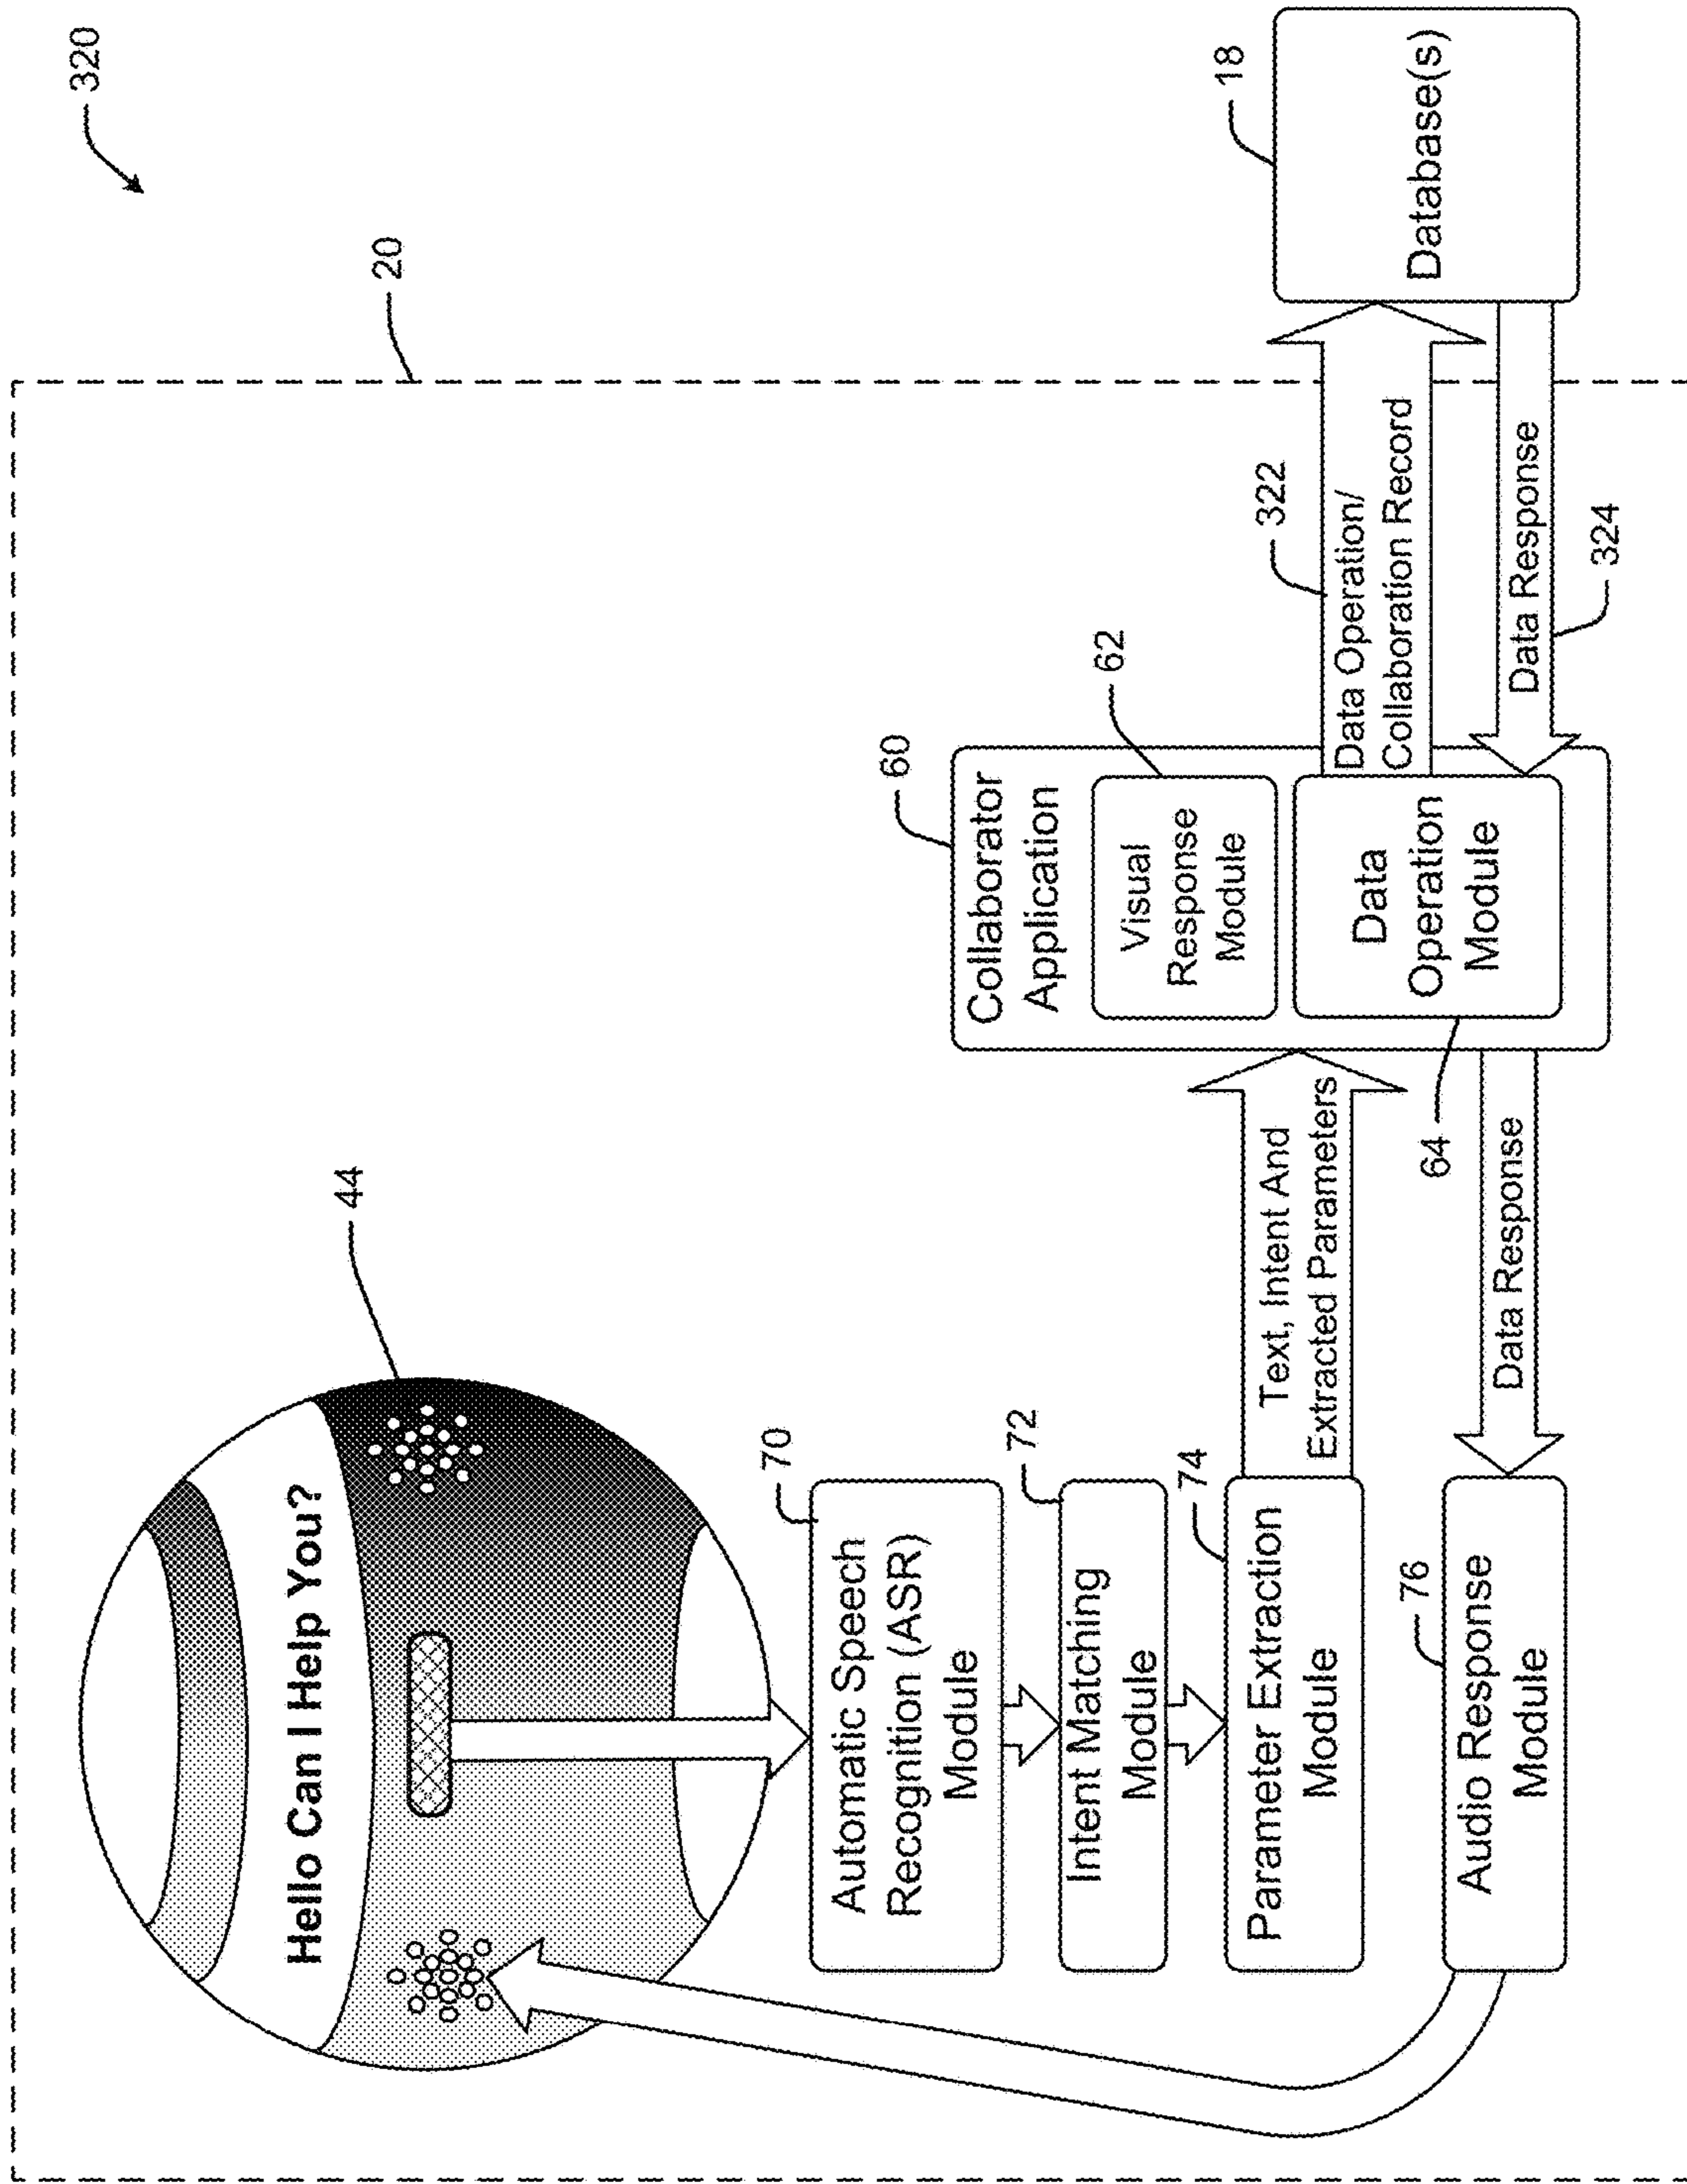 320
20
44
Hello Can I Help You?
70
Automatic Speech
Recognition (ASR)
Module
72
Intent Matching
Module
74
Parameter Extraction
Module
76
Audio Response
Module
Text, Intent And
Extracted Parameters
Data Response
60
Collaborator
Application
62
Visual
Response
Module
64
Data
Operation
Module
322
Data Operation/
Collaboration Record
Data Response
324
18
Database(s)